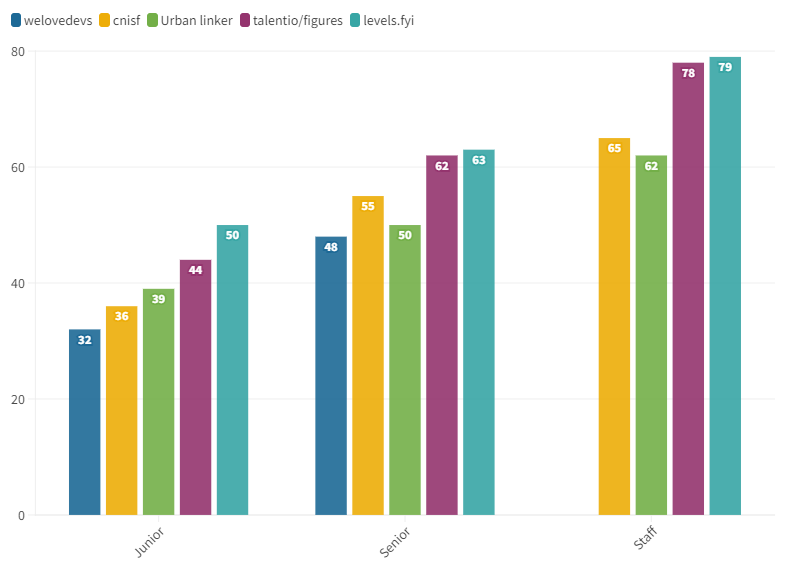 welovedevs cnisf Urban linker talentio/figures levels.fyi
80
60
40
20
0
32 36 39 44 50
48 55 50 62 63
65 62 78 79
Junior Senior Staff